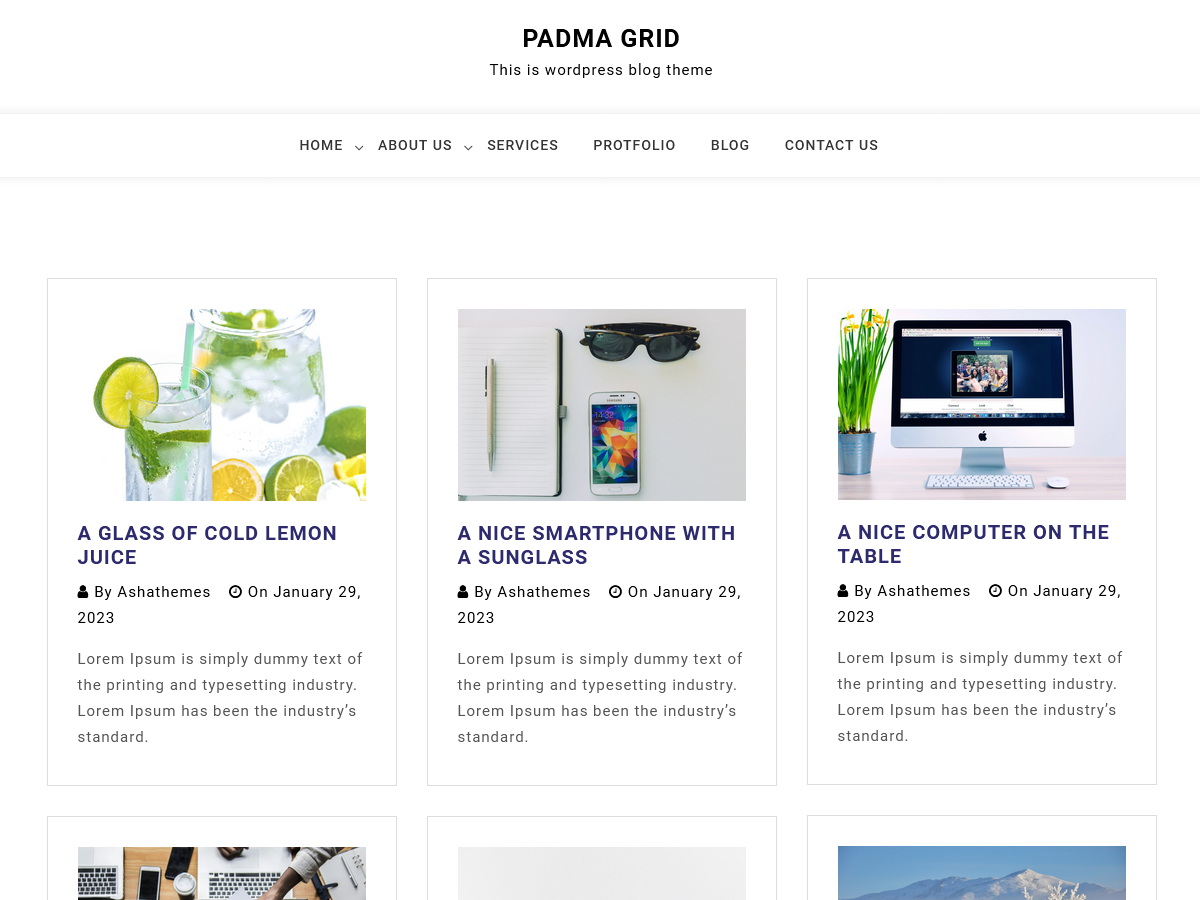 PADMA GRID
This is wordpress blog theme
HOME ABOUT US SERVICES PROTFOLIO BLOG CONTACT US
A GLASS OF COLD LEMON
JUICE
By Ashathemes On January 29,
2023
Lorem Ipsum is simply dummy text of
the printing and typesetting industry.
Lorem Ipsum has been the industry’s
standard.
SAMSUNG
A NICE SMARTPHONE WITH
A SUNGLASS
By Ashathemes On January 29,
2023
Lorem Ipsum is simply dummy text of
the printing and typesetting industry.
Lorem Ipsum has been the industry’s
standard.
A NICE COMPUTER ON THE
TABLE
By Ashathemes On January 29,
2023
Lorem Ipsum is simply dummy text of
the printing and typesetting industry.
Lorem Ipsum has been the industry’s
standard.